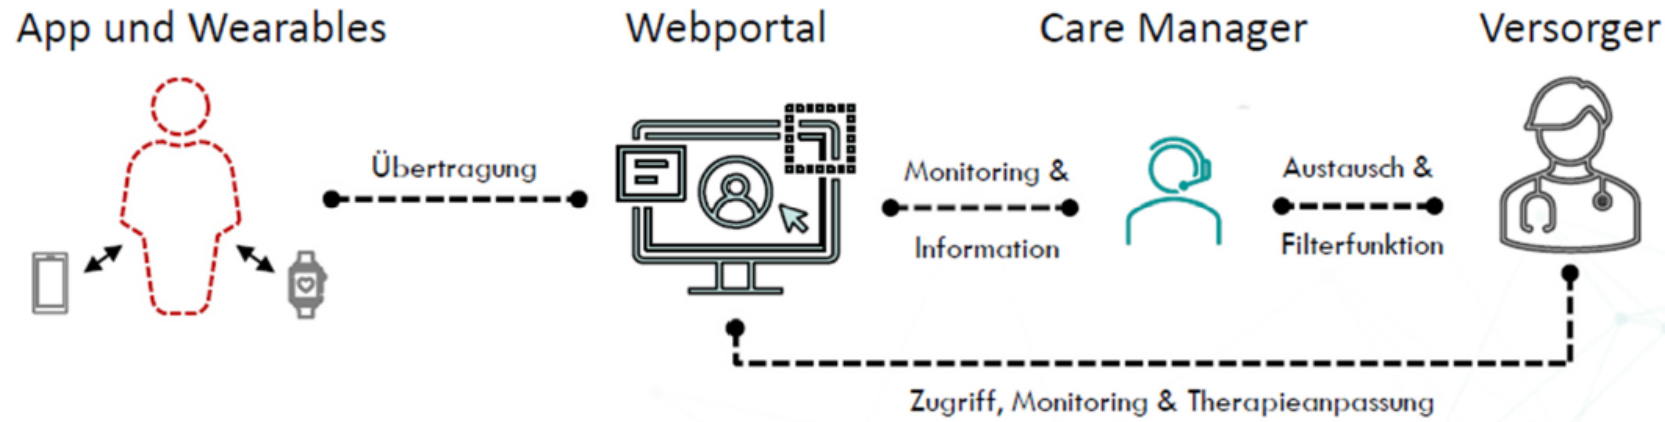 App und Wearables
Webportal
Care Manager
Versorger
Übertragung
Monitoring &
Information
Austausch &
Filterfunktion
Zugriff, Monitoring & Therapieanpassung